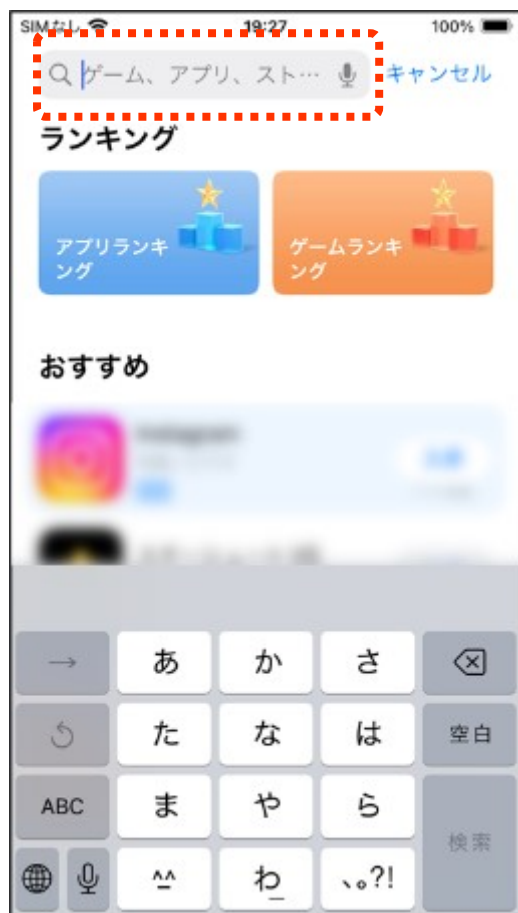 SIMなし 19:27 100%
ゲーム、アプリ、スト… キャンセル
ランキング
アプリランキ
ング
ゲームランキ
ング
おすすめ
Instagram
→ あ か さ
た な は 空白
ABC ま や ら
検索
^^ わ_ 、。?!